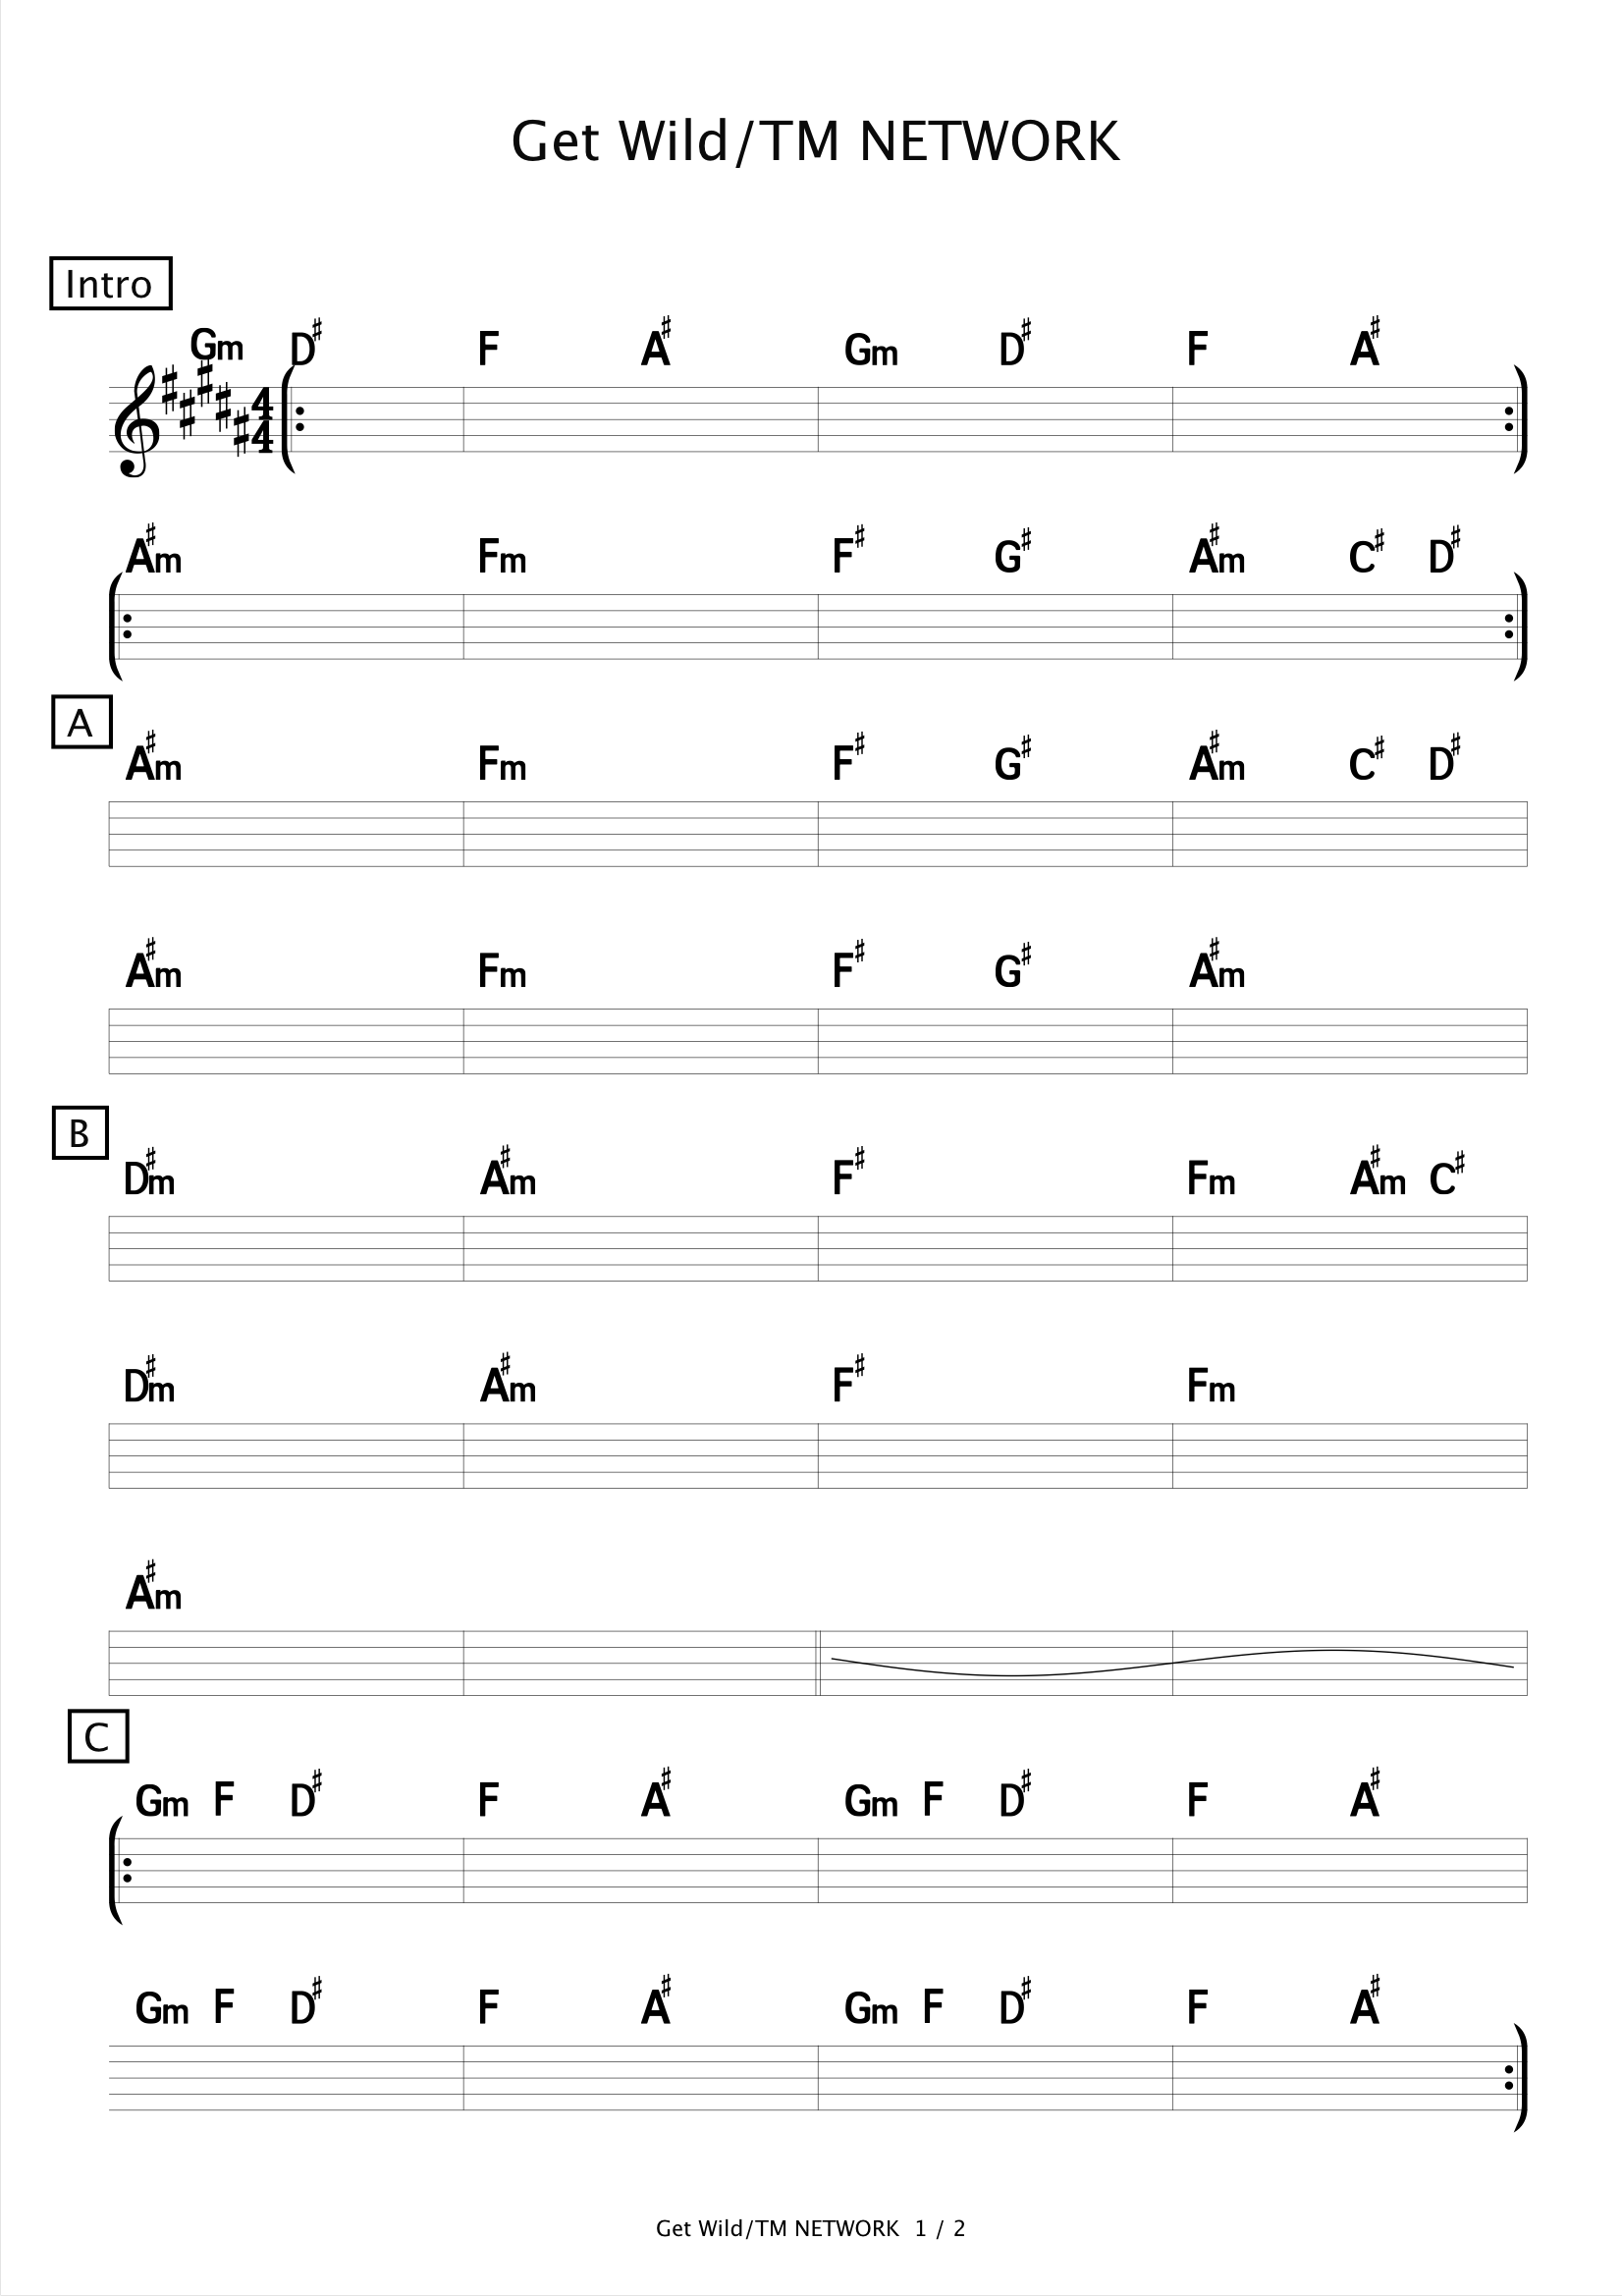 Get Wild/TM NETWORK
Intro
Gm D♯ F A♯ Gm D♯ F A♯
4
4
A♯m Fm F♯ G♯ A♯m C♯ D♯
A
A♯m Fm F♯ G♯ A♯m C♯ D♯
A♯m Fm F♯ G♯ A♯m
B
D♯m A♯m F♯ Fm A♯m C♯
D♯m A♯m F♯ Fm
A♯m
C
Gm F D♯ F A♯ Gm F D♯ F A♯
Gm F D♯ F A♯ Gm F D♯ F A♯
Get Wild/TM NETWORK 1 / 2